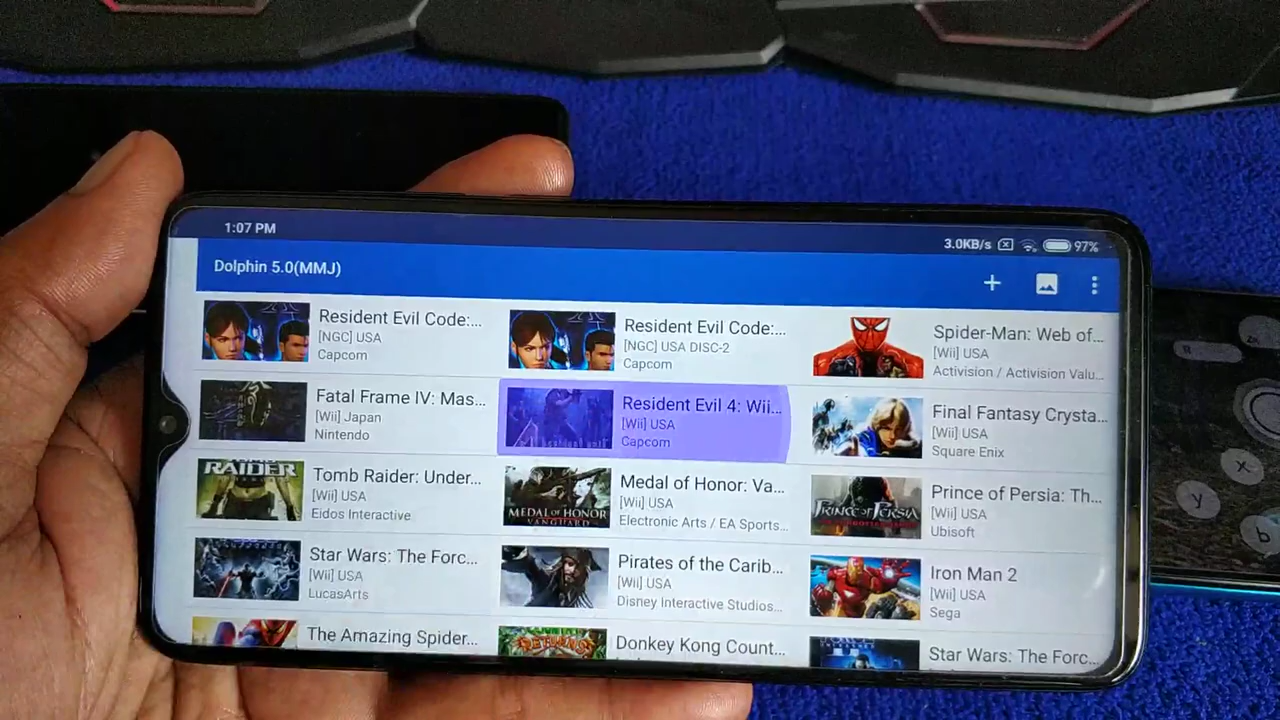 1:07 PM
3.0KB/s
97%
Dolphin 5.0(MMJ)
Resident Evil Code:...
[NGC] USA
Capcom
Resident Evil Code:...
[NGC] USA DISC-2
Capcom
Spider-Man: Web of...
[Wii] USA
Activision / Activision Valu...
Fatal Frame IV: Mas...
[Wii] Japan
Nintendo
Resident Evil 4: Wii...
[Wii] USA
Capcom
Final Fantasy Crysta...
[Wii] USA
Square Enix
RAIDER
Tomb Raider: Under...
[Wii] USA
Eidos Interactive
MEDAL OF HONOR
VANGUARD
Medal of Honor: Va...
[Wii] USA
Electronic Arts / EA Sports...
PRINCE OF PERSIA
Prince of Persia: Th...
[Wii] USA
Ubisoft
Star Wars: The Forc...
[Wii] USA
LucasArts
Pirates of the Carib...
[Wii] USA
Disney Interactive Studios...
Iron Man 2
[Wii] USA
Sega
The Amazing Spider...
RETURNS
Donkey Kong Count...
Star Wars: The Forc...
x
y
b